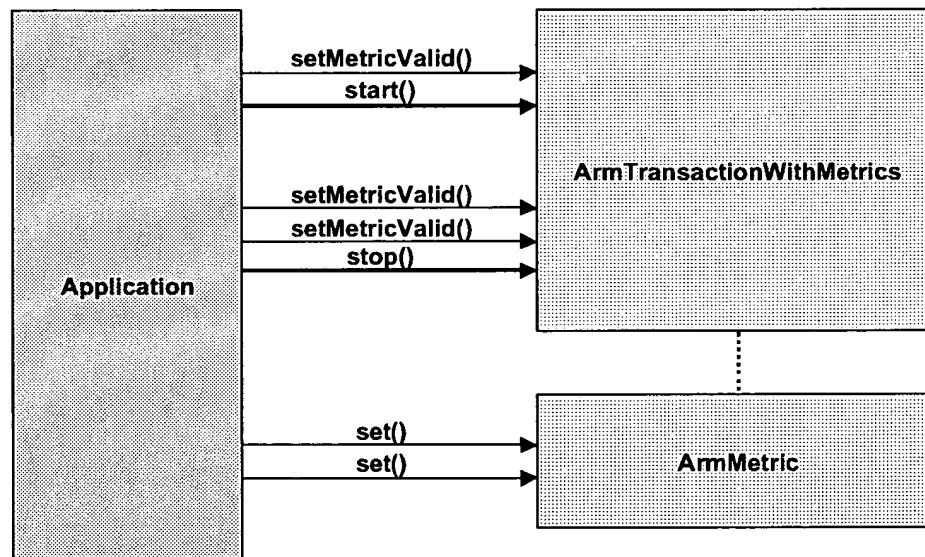 setMetricValid()
start()
ArmTransactionWithMetrics
setMetricValid()
setMetricValid()
stop()
Application
set()
set()
ArmMetric